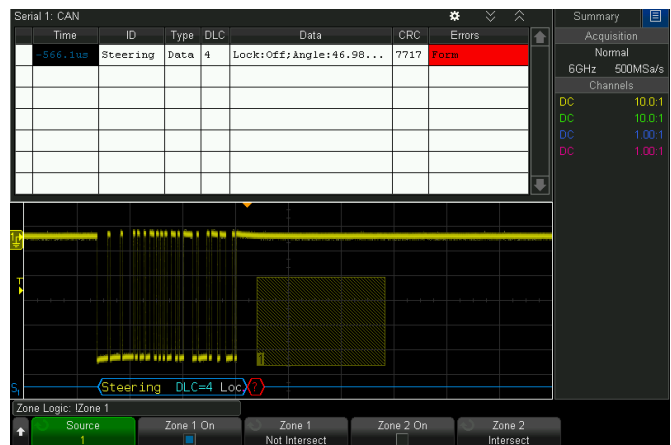 Serial 1: CAN
Summary
Time ID Type DLC Data CRC Errors
-566.1us Steering Data 4 Lock:Off;Angle:46.98... 7717 Form
Acquisition
Normal
6GHz 500MSa/s
Channels
DC 10.0:1
DC 10.0:1
DC 1.00:1
DC 1.00:1
T
1
S1
Steering DLC=4 Loc ?
Zone Logic: !Zone 1
Source
1
Zone 1 On
Zone 1
Not Intersect
Zone 2 On
Zone 2
Intersect